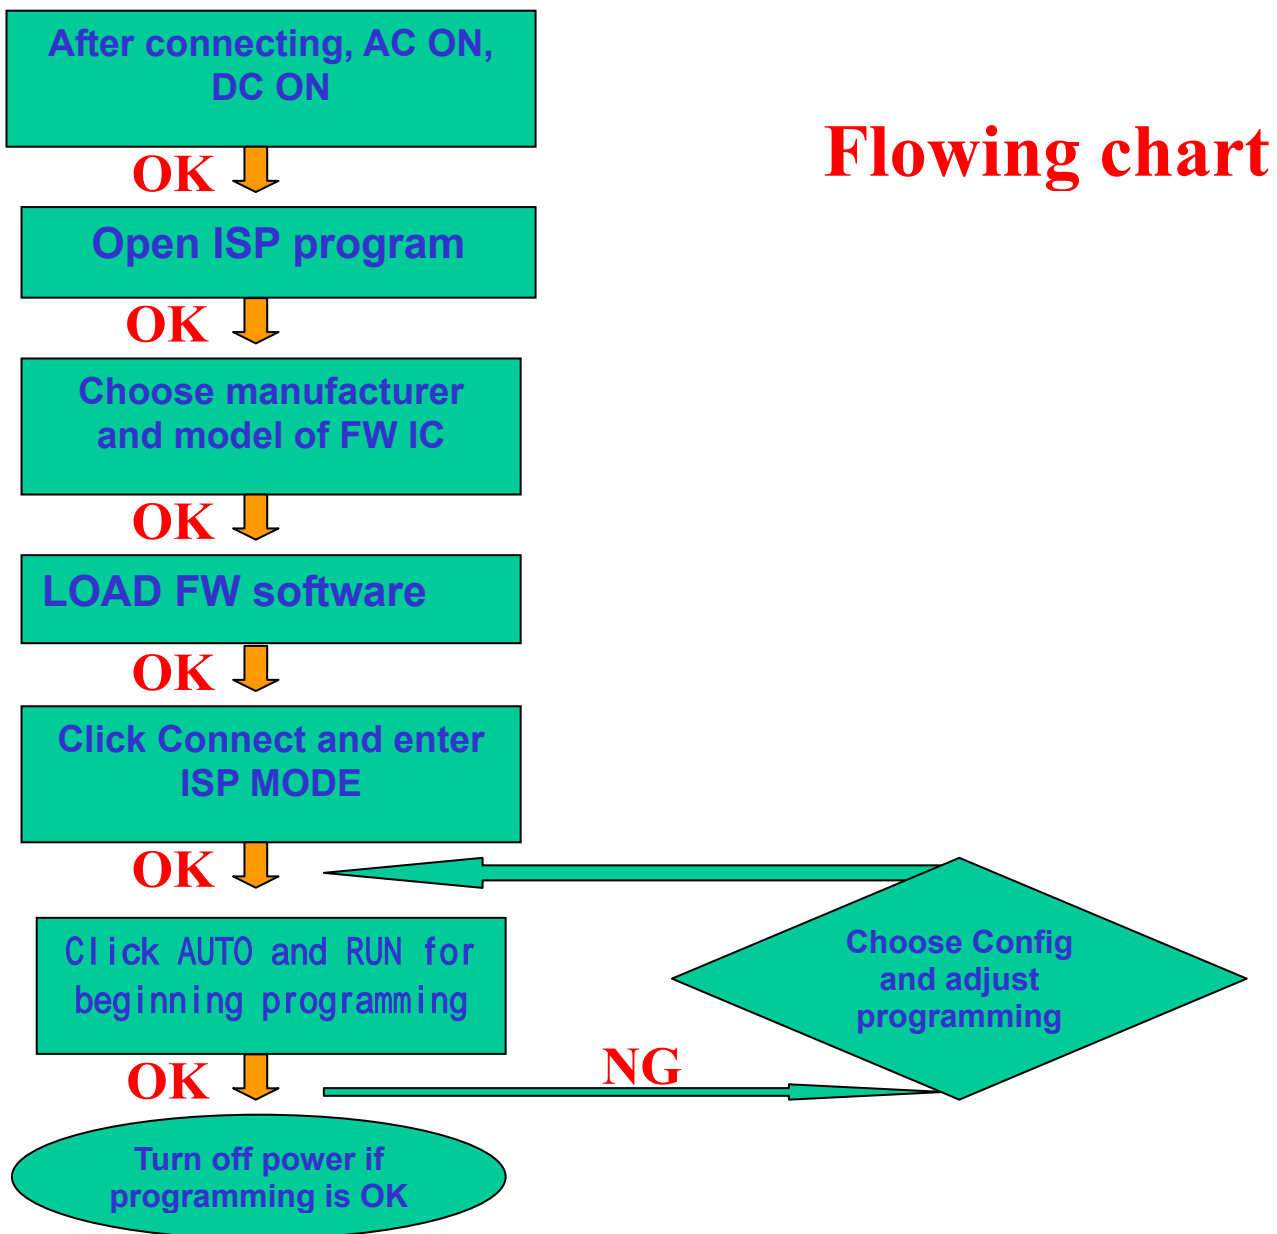 After connecting, AC ON,
DC ON
Flowing chart
OK
Open ISP program
OK
Choose manufacturer
and model of FW IC
OK
LOAD FW software
OK
Click Connect and enter
ISP MODE
OK
Click AUTO and RUN for
beginning programming
Choose Config
and adjust
programming
OK
NG
Turn off power if
programming is OK